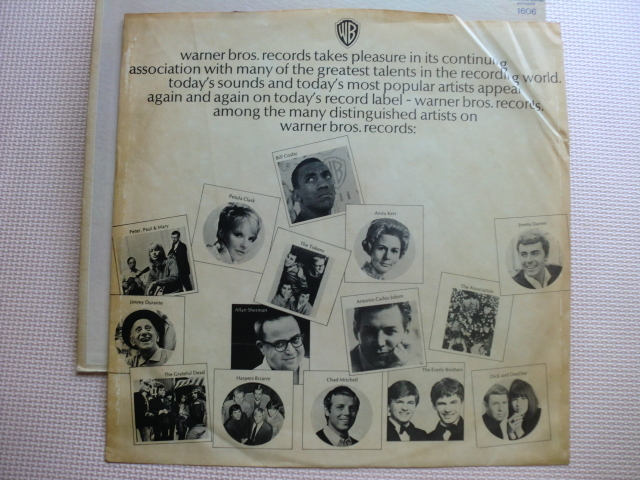 1606
WB
warner bros. records takes pleasure in its continuing
association with many of the greatest talents in the recording world.
today's sounds and today's most popular artists appear
again and again on today's record label - warner bros. records.
among the many distinguished artists on
warner bros. records:
Bill Cosby
Petula Clark
Anita Kerr
Peter, Paul & Mary
The Tokens
Jimmy Durante
Allan Sherman
Antonio Carlos Jobim
The Association
The Grateful Dead
Harpers Bizarre
Chad Mitchell
The Everly Brothers
Dick and DeeDee